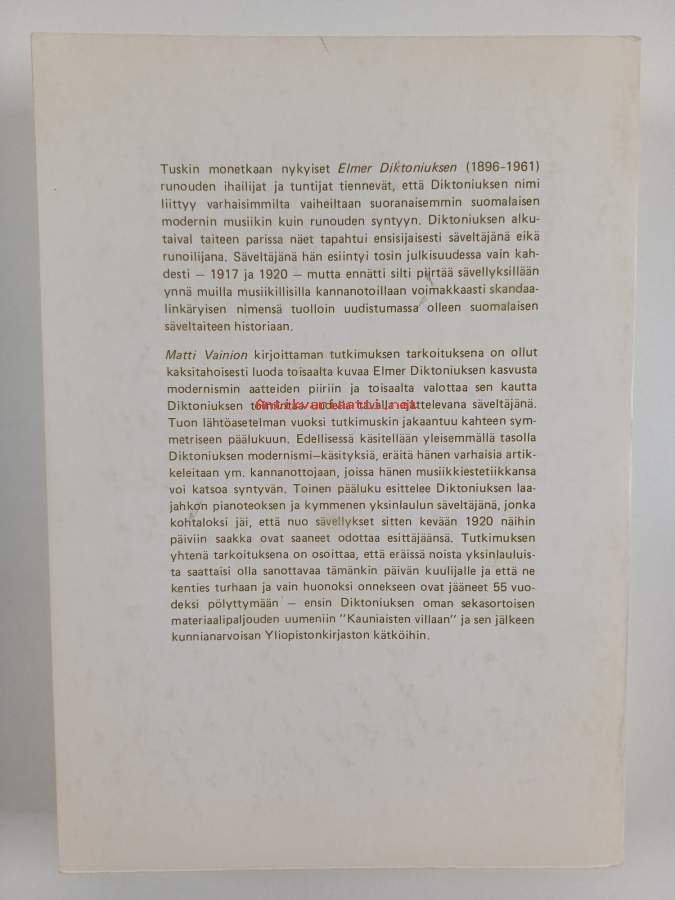 Tuskin monetkaan nykyiset Elmer Diktoniuksen (1896-1961)
runouden ihailijat ja tuntijat tiennevät, että Diktoniuksen nimi
liittyy varhaisimmilta vaiheiltaan suoranaisemmin suomalaisen
modernin musiikin kuin runouden syntyyn. Diktoniuksen alku-
taival taiteen parissa näet tapahtui ensisijaisesti säveltäjänä eikä
runoilijana. Säveltäjänä hän esiintyi tosin julkisuudessa vain kah-
desti – 1917 ja 1920 – mutta ennätti silti piirtää sävellyksillään
ynnä muilla musiikillisilla kannanotoillaan voimakkaasti skandaa-
linkäryisen nimensä tuolloin uudistumassa olleen suomalaisen
säveltaiteen historiaan.
Matti Vainion kirjoittaman tutkimuksen tarkoituksena on ollut
kaksitahoisesti luoda toisaalta kuvaa Elmer Diktoniuksen kasvusta
modernismin aatteiden piiriin ja toisaalta valottaa sen kautta
Diktoniuksen toimintaa uudella tavalla ajattelevana säveltäjänä.
Antikvariaatti.net
Tuon lähtöasetelman vuoksi tutkimuskin jakaantuu kahteen sym-
metriseen päälukuun. Edellisessä käsitellään yleisemmällä tasolla
Diktoniuksen modernismi–käsityksiä, eräitä hänen varhaisia artik-
keleitaan ym. kannanottojaan, joissa hänen musiikkiestetiikkansa
voi katsoa syntyvän. Toinen pääluku esittelee Diktoniuksen laa-
jahkon pianoteoksen ja kymmenen yksinlaulun säveltäjänä, jonka
kohtaloksi jäi, että nuo sävellykset sitten kevään 1920 näihin
päiviin saakka ovat saaneet odottaa esittäjäänsä. Tutkimuksen
yhtenä tarkoituksena on osoittaa, että eräissä noista yksinlauluis-
ta saattaisi olla sanottavaa tämänkin päivän kuulijalle ja että ne
kenties turhaan ja vain huonoksi onnekseen ovat jääneet 55 vuo-
deksi pölyttymään – ensin Diktoniuksen oman sekasortoisen
materiaalipaljouden uumeniin "Kauniaisten villaan" ja sen jälkeen
kunnianarvoisan Yliopistonkirjaston kätköihin.